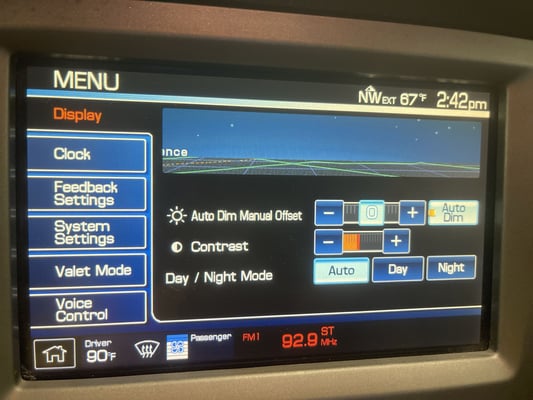 MENU
NW EXT 67°F 2:42pm
Display
ance
Clock
Feedback
Settings
Auto Dim Manual Offset
− 0 +
Auto
Dim
System
Settings
Contrast
− +
Valet Mode
Day / Night Mode
Auto
Day
Night
Voice
Control
Driver
90°F
Passenger
FM1
92.9 ST
MHz